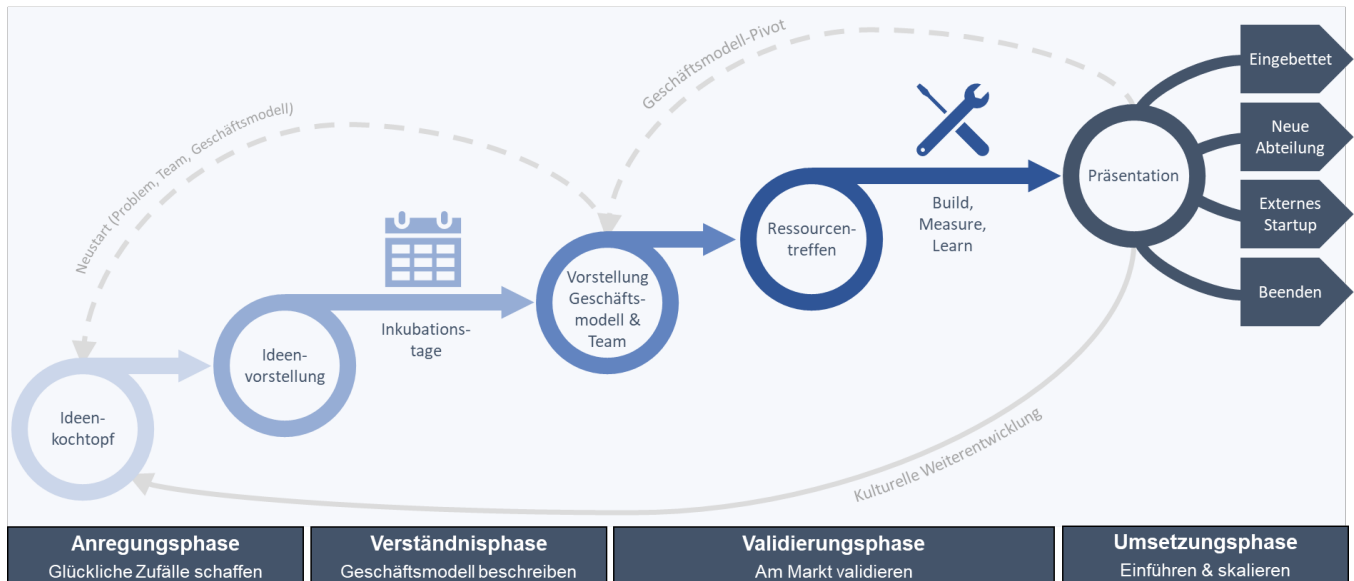 Geschäftsmodell-Pivot
Neustart (Problem, Team, Geschäftsmodell)
Eingebettet
Neue
Abteilung
Externes
Startup
Beenden
Präsentation
Build,
Measure,
Learn
Ressourcen-
treffen
Vorstellung
Geschäfts-
modell &
Team
Inkubations-
tage
Ideen-
vorstellung
Ideen-
kochtopf
Kulturelle Weiterentwicklung
Anregungsphase
Glückliche Zufälle schaffen
Verständnisphase
Geschäftsmodell beschreiben
Validierungsphase
Am Markt validieren
Umsetzungsphase
Einführen & skalieren